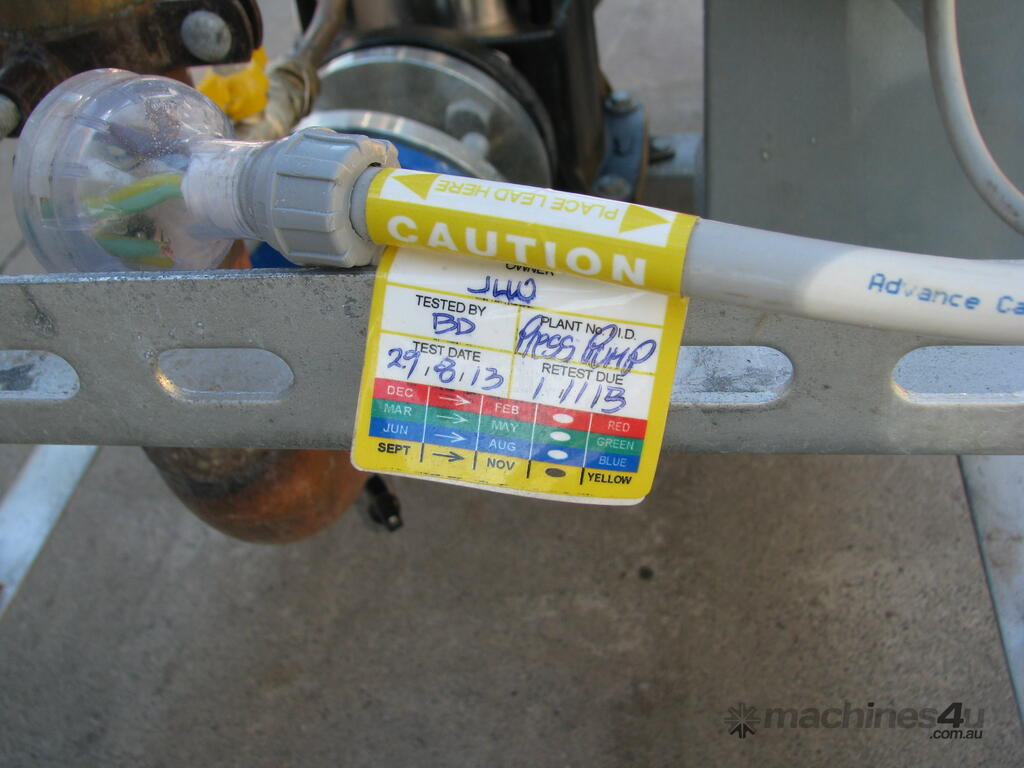 PLACE LEAD HERE
CAUTION
OWNER
JLW
TESTED BY PLANT No. / I.D.
BD Press Pump
TEST DATE RETEST DUE
29.8.13 1.11.13
DEC FEB RED
MAR MAY GREEN
JUN AUG BLUE
SEPT NOV YELLOW
Advance Ca
machines4u
.com.au